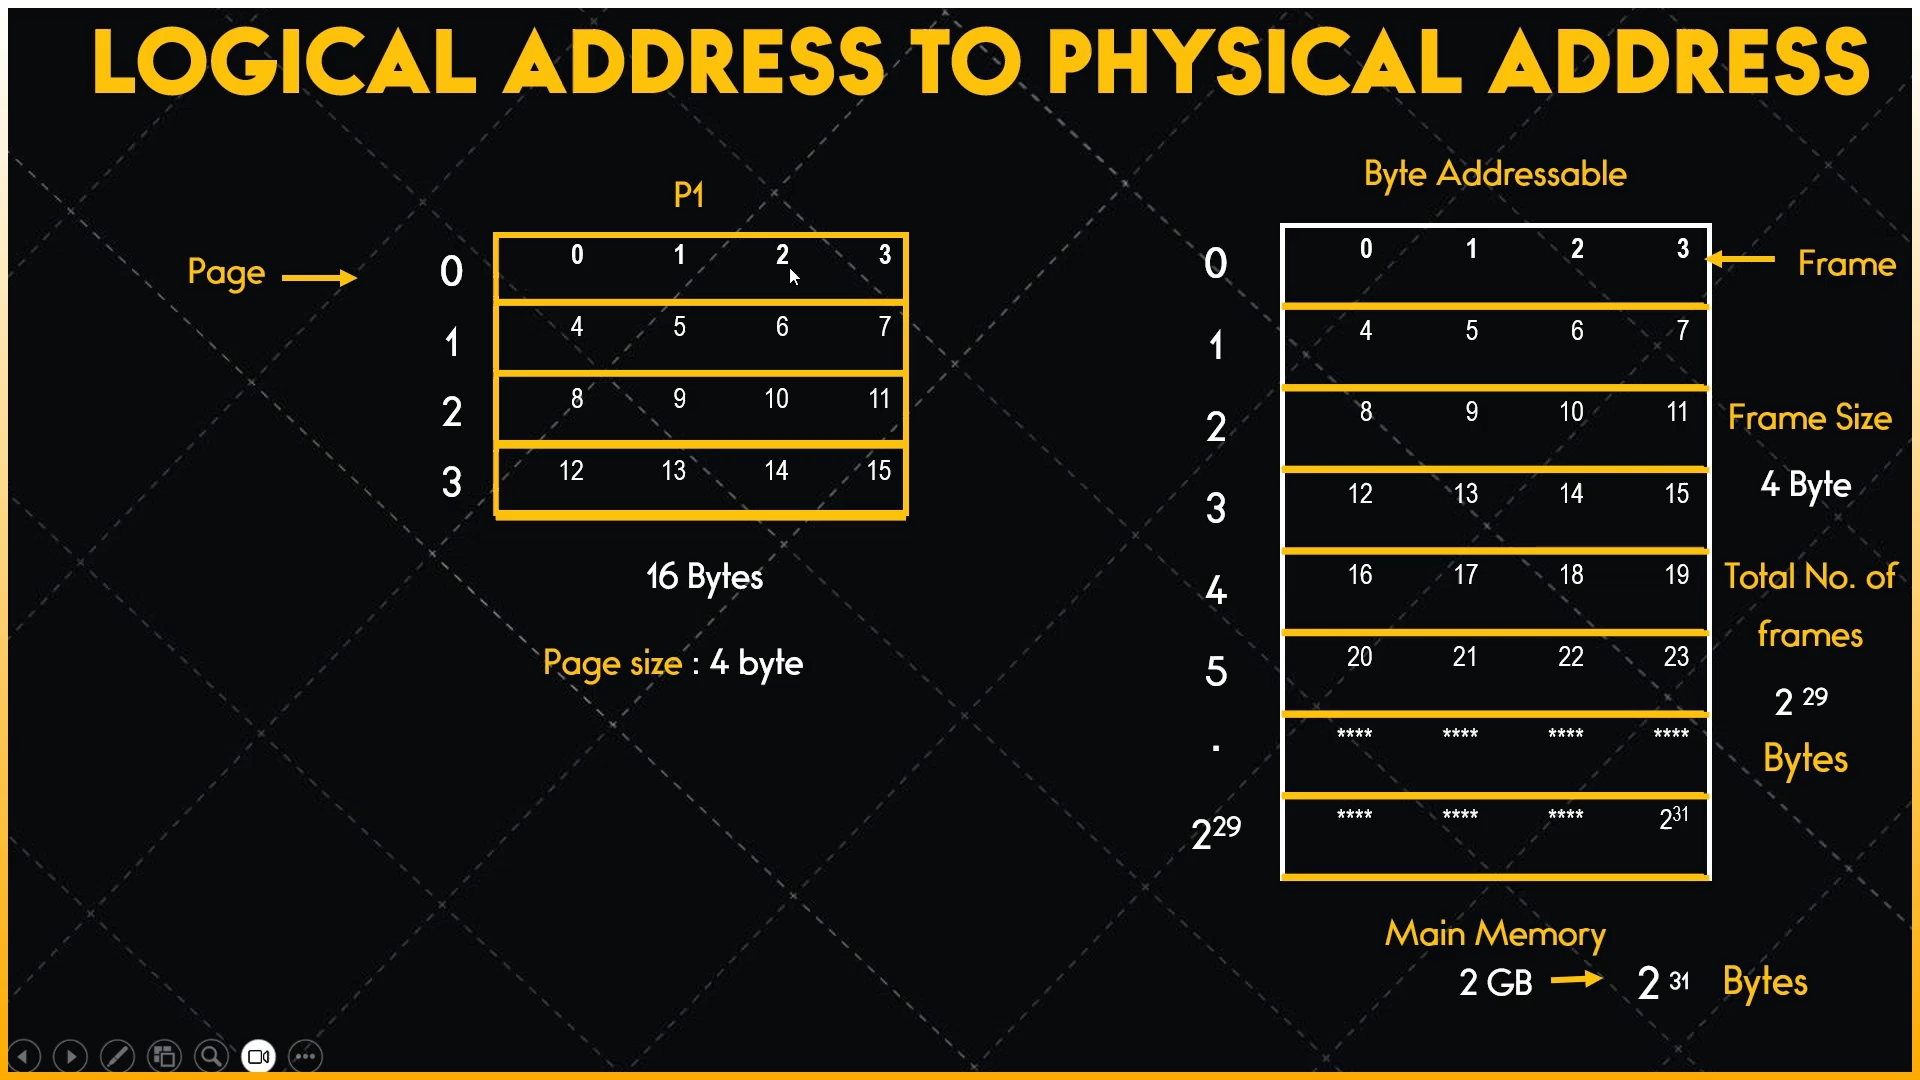 LOGICAL ADDRESS TO PHYSICAL ADDRESS
P1
Page
0 0 1 2 3
1 4 5 6 7
2 8 9 10 11
3 12 13 14 15
16 Bytes
Page size : 4 byte
Byte Addressable
0 0 1 2 3
Frame
1 4 5 6 7
2 8 9 10 11
3 12 13 14 15
4 16 17 18 19
5 20 21 22 23
. **** **** **** ****
2²⁹ **** **** **** 2³¹
Frame Size
4 Byte
Total No. of
frames
2 ²⁹
Bytes
Main Memory
2 GB → 2 ³¹ Bytes